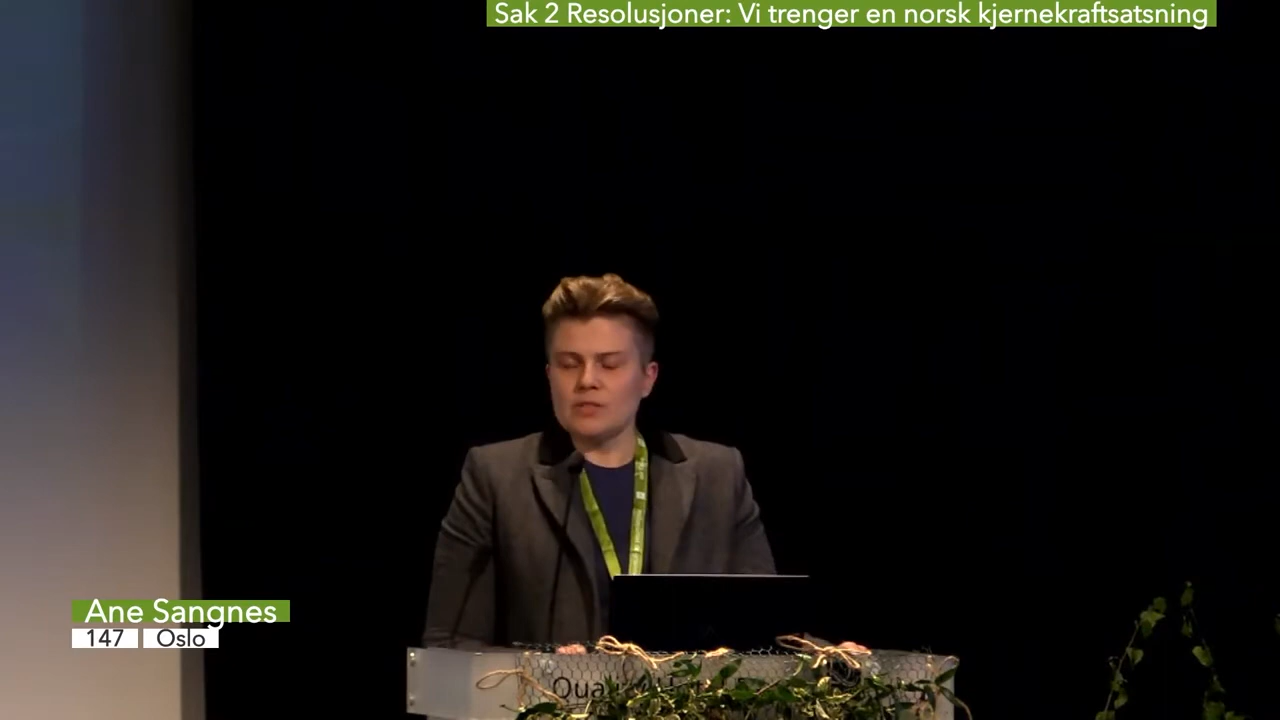 Sak 2 Resolusjoner: Vi trenger en norsk kjernekraftsatsning
Ane Sangnes
147 Oslo